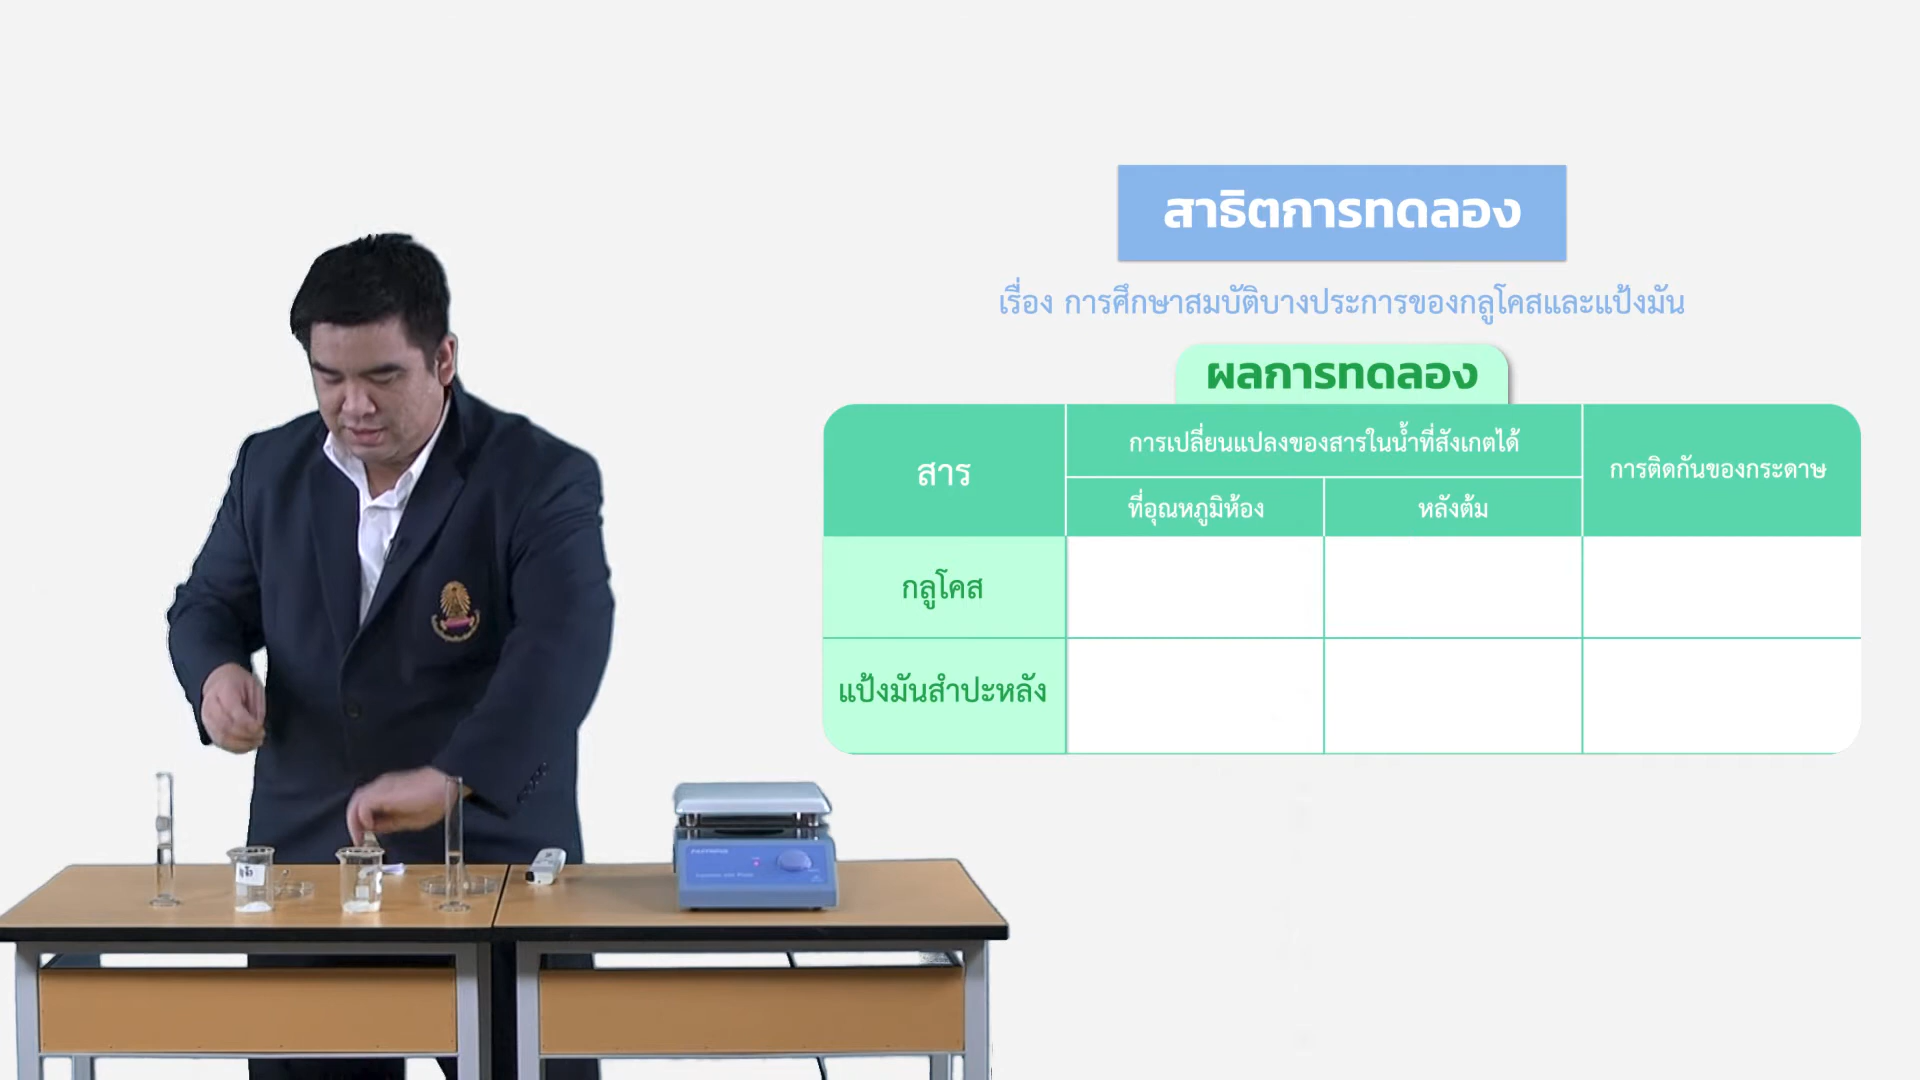 สาธิตการทดลอง
เรื่อง การศึกษาสมบัติบางประการของกลูโคสและแป้งมัน
ผลการทดลอง
สาร
การเปลี่ยนแปลงของสารในน้ำที่สังเกตได้
การติดกันของกระดาษ
ที่อุณหภูมิห้อง
หลังต้ม
กลูโคส
แป้งมันสำปะหลัง